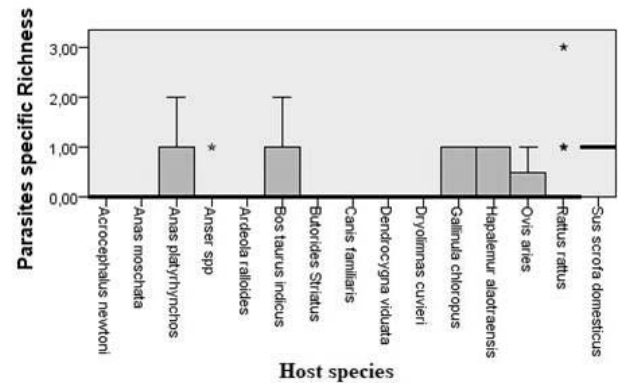 Parasites specific Richness
3,00
2,00
1,00
0,00
Acrocephalus newtoni
Anas moschata
Anas platyrhynchos
Anser spp
Ardeola ralloides
Bos taurus indicus
Butorides Striatus
Canis familiaris
Dendrocygna viduata
Dryolimnas cuvieri
Gallinula chloropus
Hapalemur alaotraensis
Ovis aries
Rattus rattus
Sus scrofa domesticus
Host species